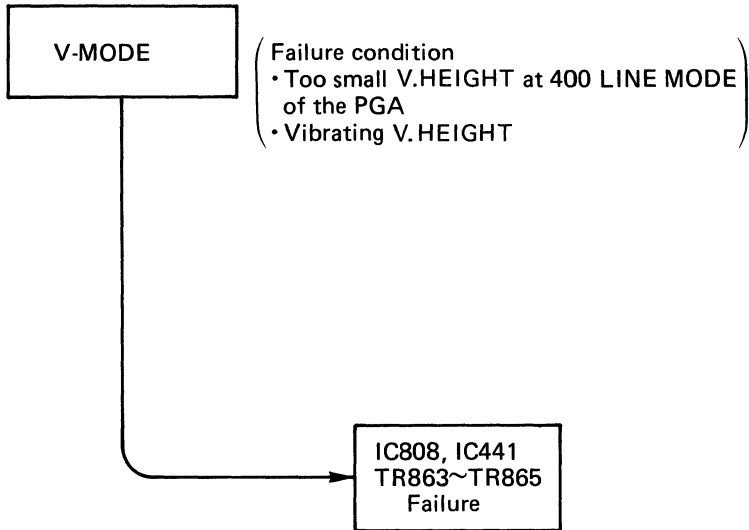 V-MODE
Failure condition
・Too small V.HEIGHT at 400 LINE MODE
of the PGA
・Vibrating V.HEIGHT
IC808, IC441
TR863~TR865
Failure